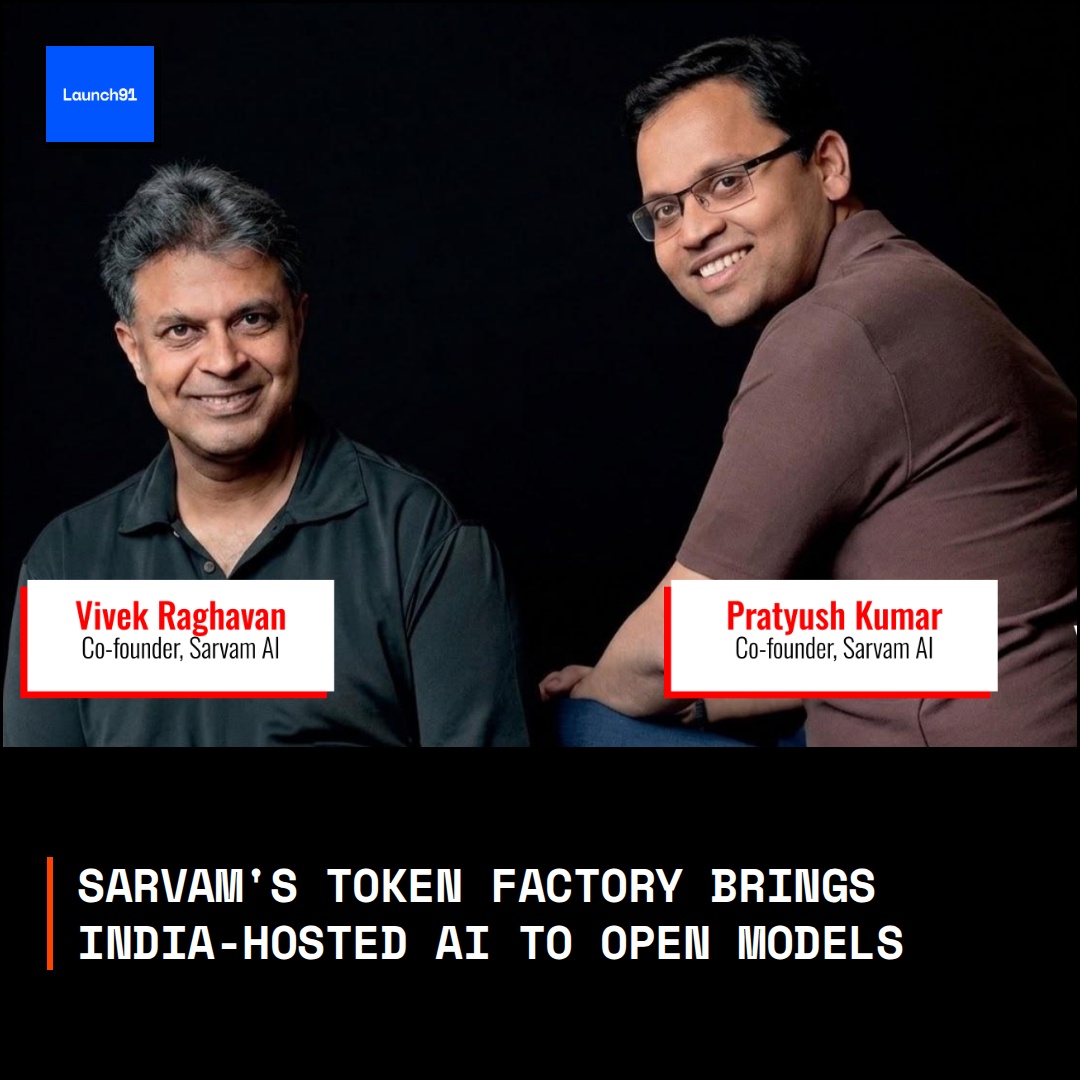 Launch91
Vivek Raghavan
Co-founder, Sarvam AI
Pratyush Kumar
Co-founder, Sarvam AI
SARVAM'S TOKEN FACTORY BRINGS
INDIA-HOSTED AI TO OPEN MODELS